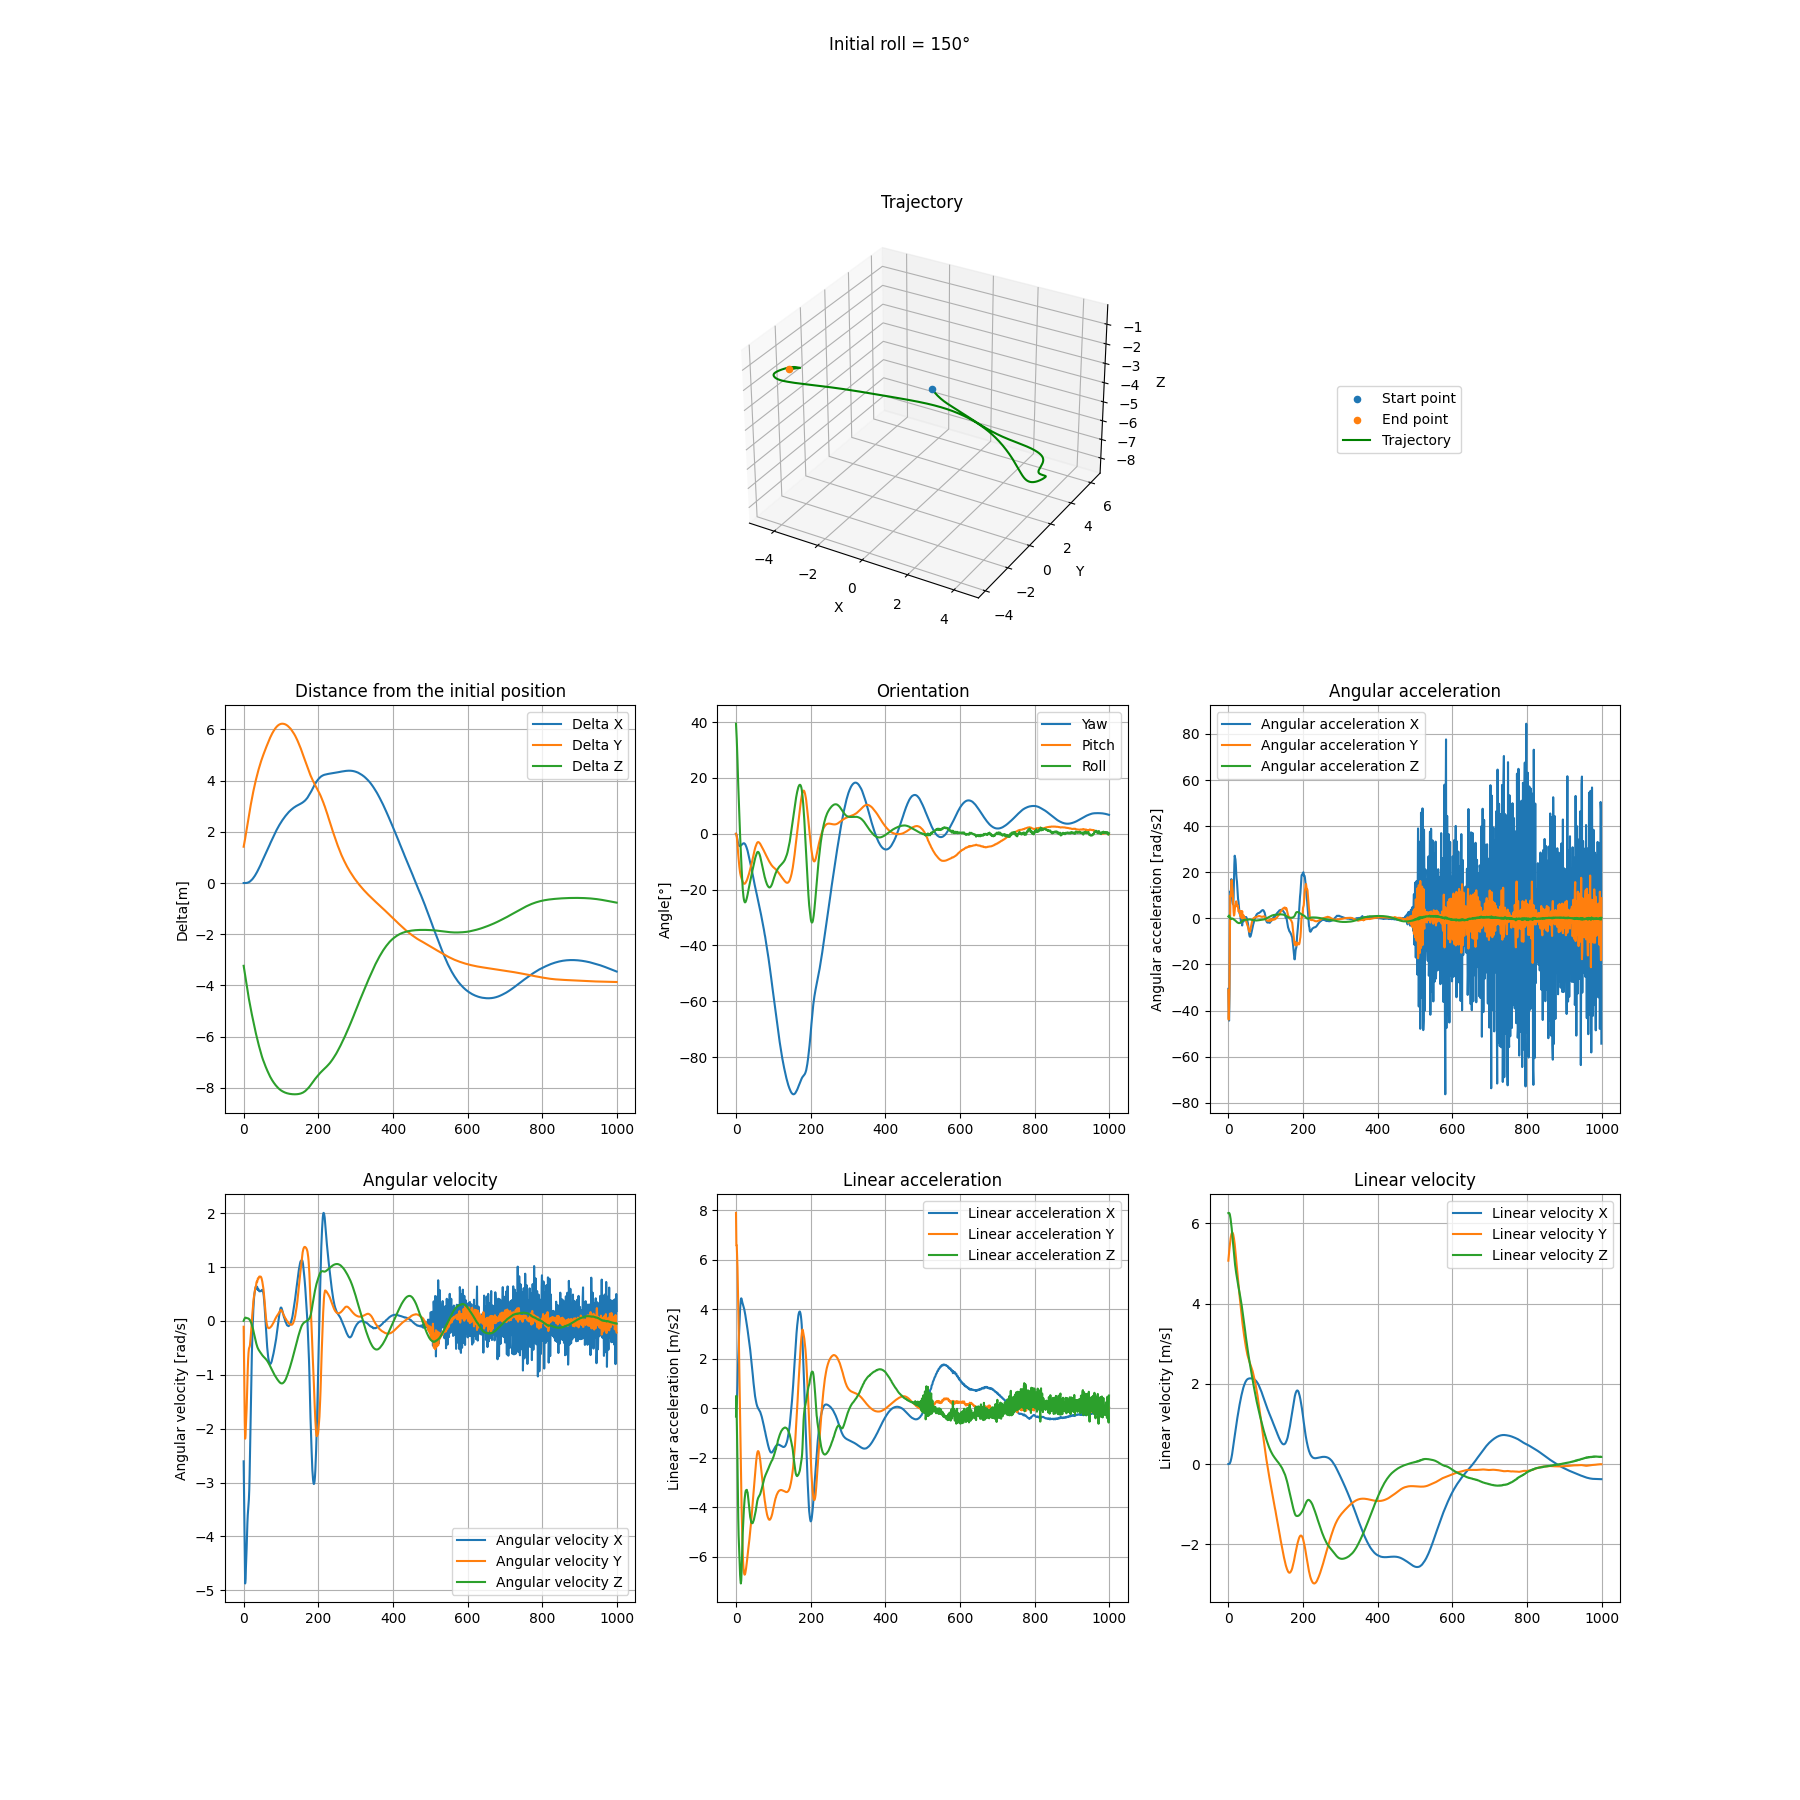 Initial roll = 150°
Trajectory
−1
−2
−3
−4
−5
−6
−7
−8
Z
6
4
2
0
−2
−4
Y
−4
−2
0
2
4
X
Start point
End point
Trajectory
Distance from the initial position
Delta X
Delta Y
Delta Z
Delta[m]
6
4
2
0
−2
−4
−6
−8
0 200 400 600 800 1000
Orientation
Yaw
Pitch
Roll
Angle[°]
40
20
0
−20
−40
−60
−80
0 200 400 600 800 1000
Angular acceleration
Angular acceleration X
Angular acceleration Y
Angular acceleration Z
Angular acceleration [rad/s2]
80
60
40
20
0
−20
−40
−60
−80
0 200 400 600 800 1000
Angular velocity
Angular velocity [rad/s]
2
1
0
−1
−2
−3
−4
−5
Angular velocity X
Angular velocity Y
Angular velocity Z
0 200 400 600 800 1000
Linear acceleration
Linear acceleration X
Linear acceleration Y
Linear acceleration Z
Linear acceleration [m/s2]
8
6
4
2
0
−2
−4
−6
0 200 400 600 800 1000
Linear velocity
Linear velocity X
Linear velocity Y
Linear velocity Z
Linear velocity [m/s]
6
4
2
0
−2
0 200 400 600 800 1000